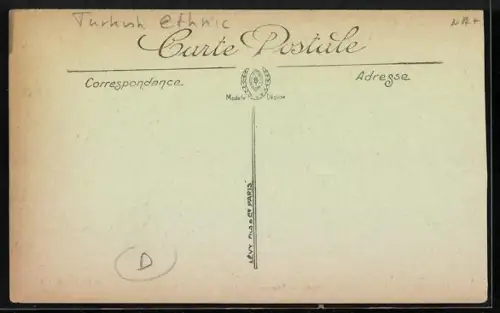 Turkish ethnic
Carte Postale
Correspondance
Adresse
Modèle Déposé
LÉVY FILS & Cie PARIS
D